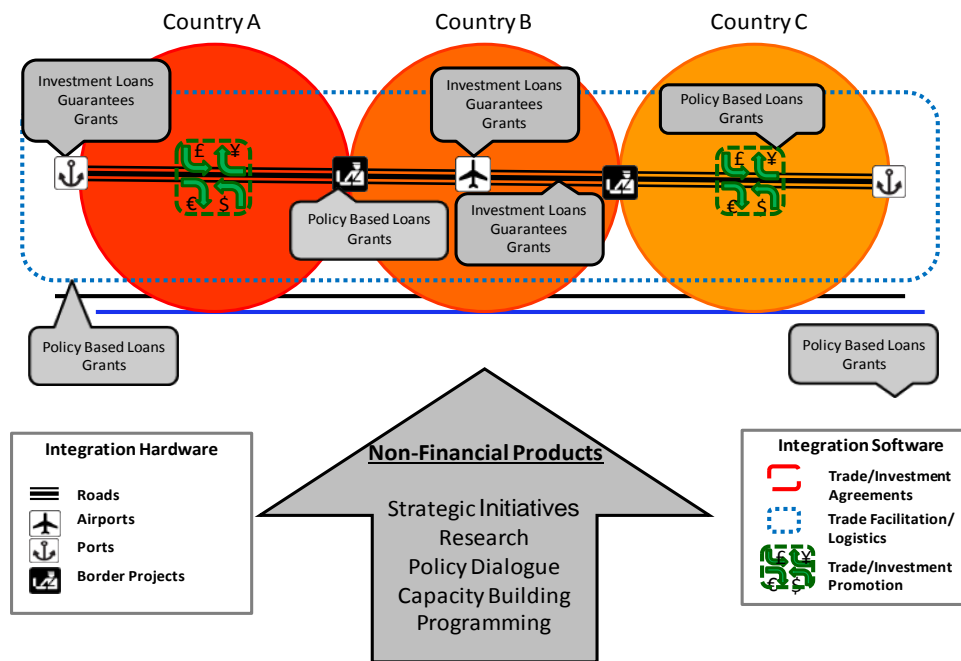 Country A
Country B
Country C
Investment Loans
Guarantees
Grants
Investment Loans
Guarantees
Grants
Policy Based Loans
Grants
£ ¥
€ $
£ ¥
€ $
Policy Based Loans
Grants
Investment Loans
Guarantees
Grants
Policy Based Loans
Grants
Policy Based Loans
Grants
Integration Hardware
Roads
Airports
Ports
Border Projects
Non-Financial Products
Strategic Initiatives
Research
Policy Dialogue
Capacity Building
Programming
Integration Software
Trade/Investment
Agreements
Trade Facilitation/
Logistics
£ ¥
€ $
Trade/Investment
Promotion